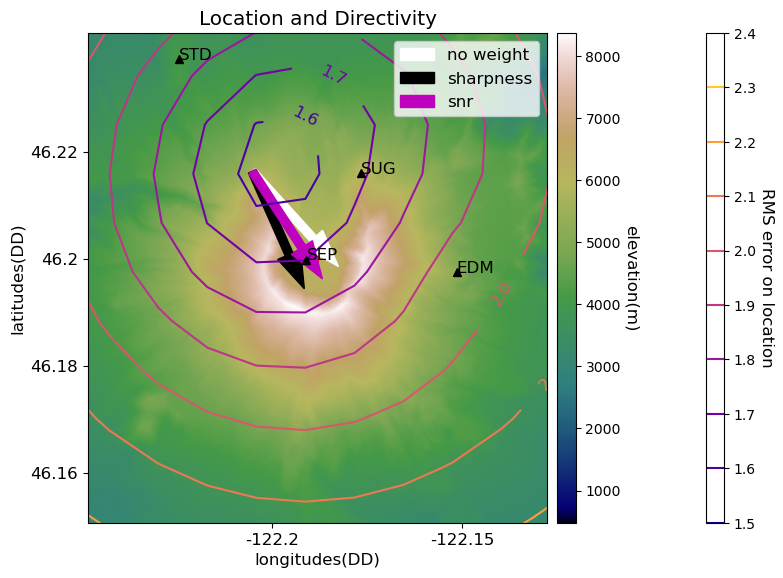 Location and Directivity
no weight
sharpness
snr
STD
SUG
SEP
EDM
1.7
1.6
2.0
46.22
46.2
46.18
46.16
latitudes(DD)
-122.2
-122.15
longitudes(DD)
8000
7000
6000
5000
4000
3000
2000
1000
elevation(m)
2.4
2.3
2.2
2.1
2.0
1.9
1.8
1.7
1.6
1.5
RMS error on location